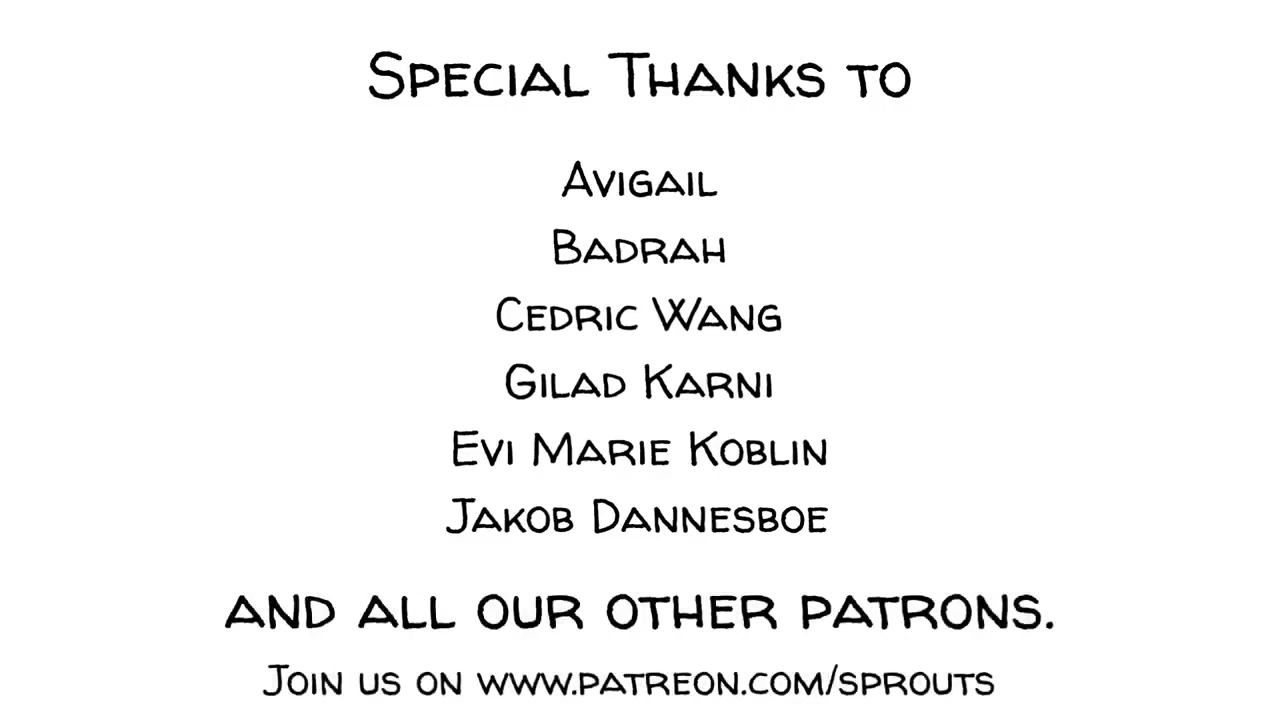 Special Thanks to
Avigail
Badrah
Cedric Wang
Gilad Karni
Evi Marie Koblin
Jakob Dannesboe
and all our other patrons.
Join us on www.patreon.com/sprouts